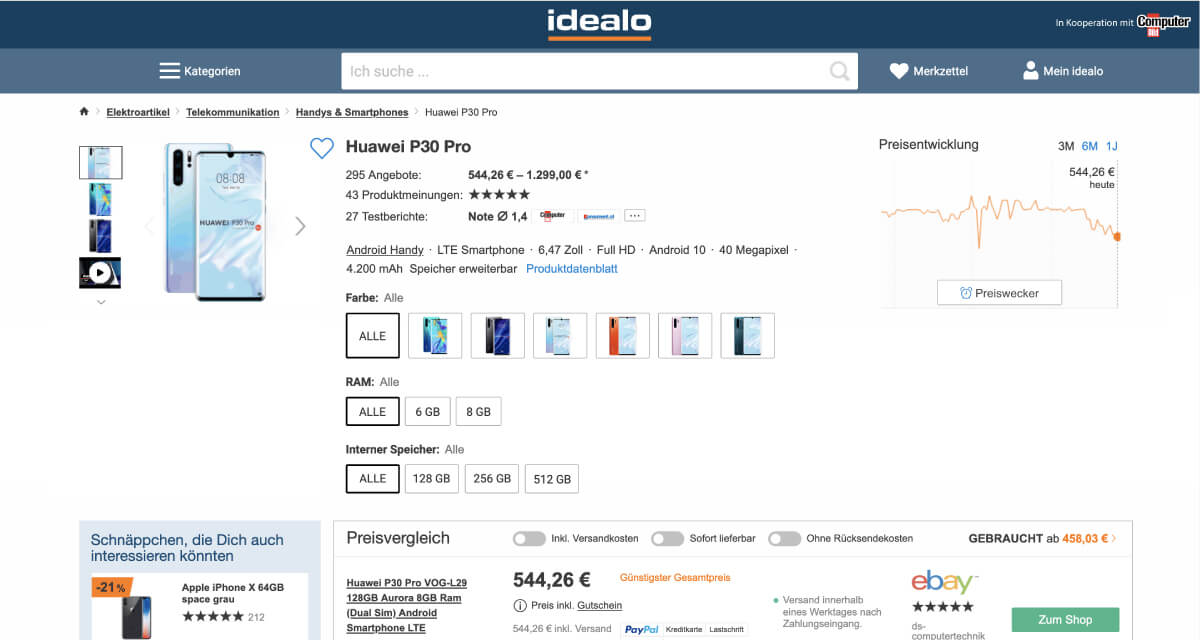 idealo
In Kooperation mit Computer Bild
Kategorien
Ich suche ...
Merkzettel
Mein idealo
Elektroartikel > Telekommunikation > Handys & Smartphones > Huawei P30 Pro
08:08
HUAWEI P30 Pro
Huawei P30 Pro
295 Angebote: 544,26 € – 1.299,00 € *
43 Produktmeinungen: ★★★★★
27 Testberichte: Note Ø 1,4 Computer ...
Android Handy · LTE Smartphone · 6,47 Zoll · Full HD · Android 10 · 40 Megapixel ·
4.200 mAh Speicher erweiterbar Produktdatenblatt
Farbe: Alle
ALLE
RAM: Alle
ALLE 6 GB 8 GB
Interner Speicher: Alle
ALLE 128 GB 256 GB 512 GB
Preisentwicklung 3M 6M 1J
544,26 €
heute
Preiswecker
Schnäppchen, die Dich auch
interessieren könnten
-21 %
Apple iPhone X 64GB
space grau
★★★★★ 212
Preisvergleich Inkl. Versandkosten Sofort lieferbar Ohne Rücksendekosten GEBRAUCHT ab 458,03 € >
Huawei P30 Pro VOG-L29
128GB Aurora 8GB Ram
(Dual Sim) Android
Smartphone LTE
544,26 € Günstigster Gesamtpreis
Preis inkl. Gutschein
544,26 € inkl. Versand PayPal Kreditkarte Lastschrift
Versand innerhalb
eines Werktages nach
Zahlungseingang.
ebay™
★★★★★
ds-
computertechnik
Zum Shop